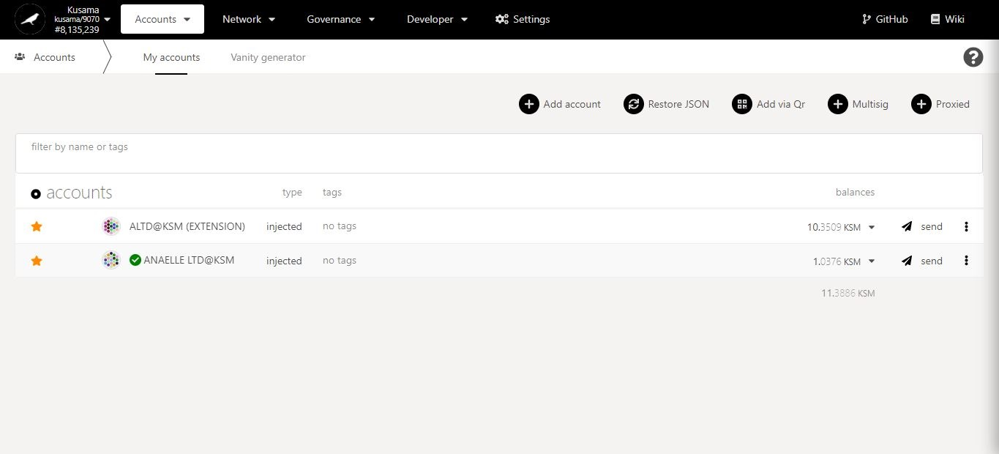 Kusama
kusama/9070
#8,135,239
Accounts
Network
Governance
Developer
Settings
GitHub
Wiki
Accounts
My accounts
Vanity generator
?
Add account
Restore JSON
Add via Qr
Multisig
Proxied
filter by name or tags
accounts type tags balances
ALTD@KSM (EXTENSION) injected no tags 10.3509 KSM send
ANAELLE LTD@KSM injected no tags 1.0376 KSM send
11.3886 KSM